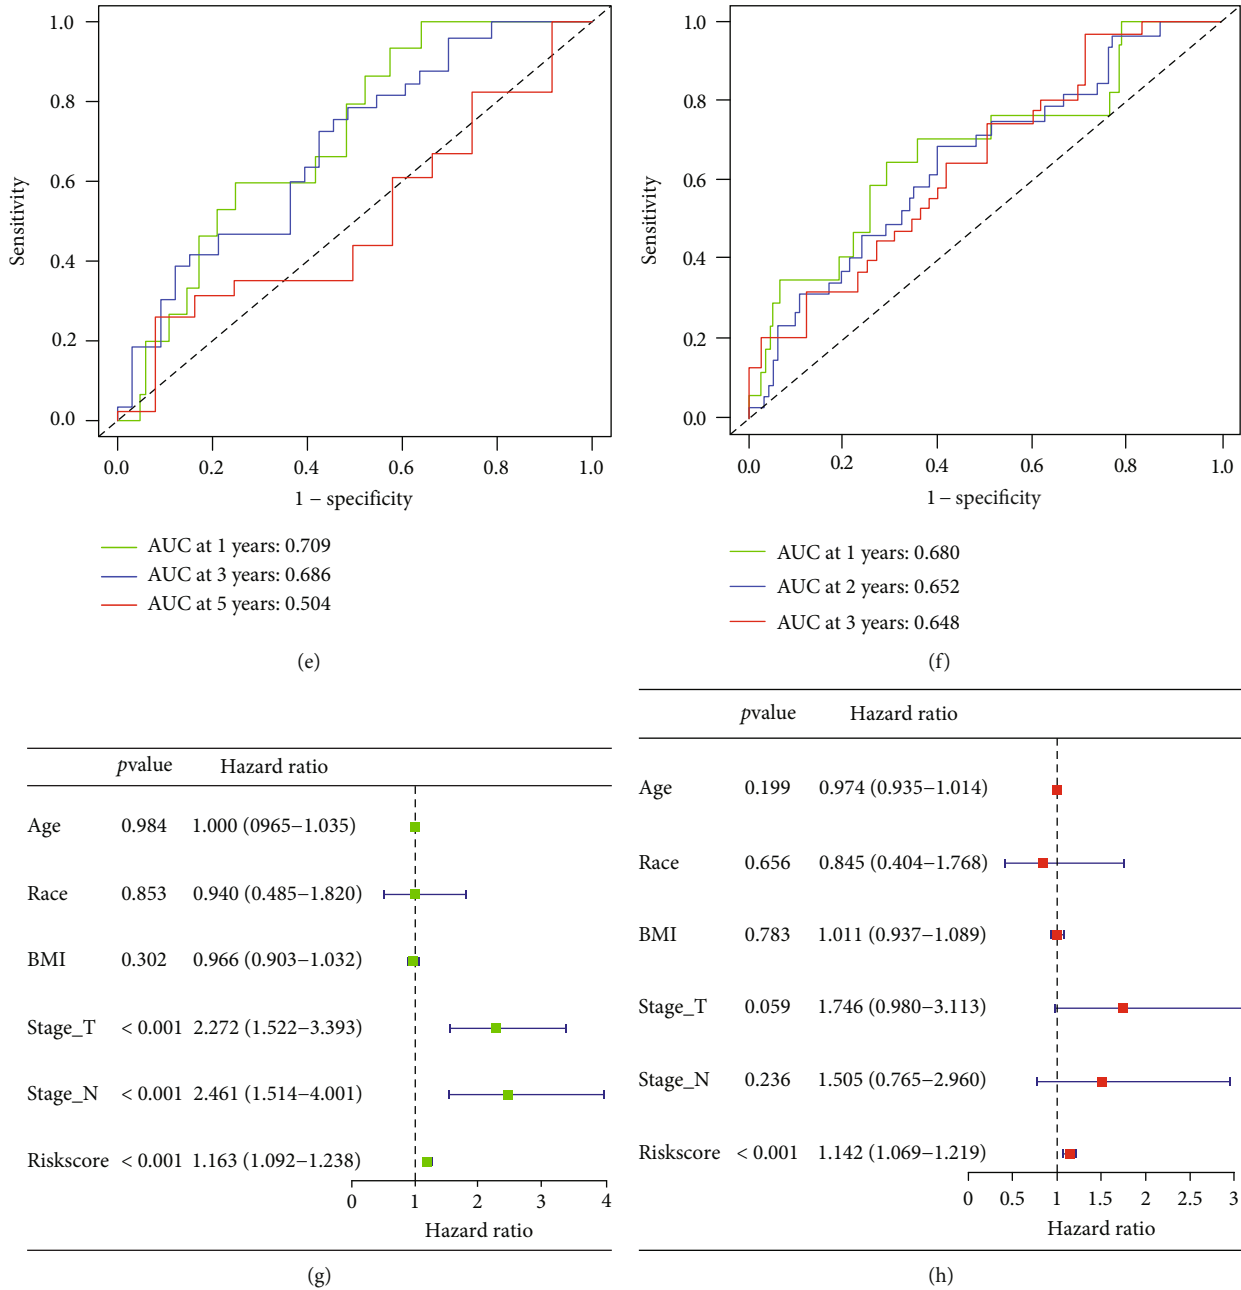 1.0
0.8
0.6
0.4
0.2
0.0
Sensitivity
0.0 0.2 0.4 0.6 0.8 1.0
1 − specificity
AUC at 1 years: 0.709
AUC at 3 years: 0.686
AUC at 5 years: 0.504
(e)
1.0
0.8
0.6
0.4
0.2
0.0
Sensitivity
0.0 0.2 0.4 0.6 0.8 1.0
1 − specificity
AUC at 1 years: 0.680
AUC at 2 years: 0.652
AUC at 3 years: 0.648
(f)
pvalue Hazard ratio
Age 0.984 1.000 (0965−1.035)
Race 0.853 0.940 (0.485−1.820)
BMI 0.302 0.966 (0.903−1.032)
Stage_T < 0.001 2.272 (1.522−3.393)
Stage_N < 0.001 2.461 (1.514−4.001)
Riskscore < 0.001 1.163 (1.092−1.238)
0 1 2 3 4
Hazard ratio
(g)
pvalue Hazard ratio
Age 0.199 0.974 (0.935−1.014)
Race 0.656 0.845 (0.404−1.768)
BMI 0.783 1.011 (0.937−1.089)
Stage_T 0.059 1.746 (0.980−3.113)
Stage_N 0.236 1.505 (0.765−2.960)
Riskscore < 0.001 1.142 (1.069−1.219)
0 0.5 1 1.5 2 2.5 3
Hazard ratio
(h)